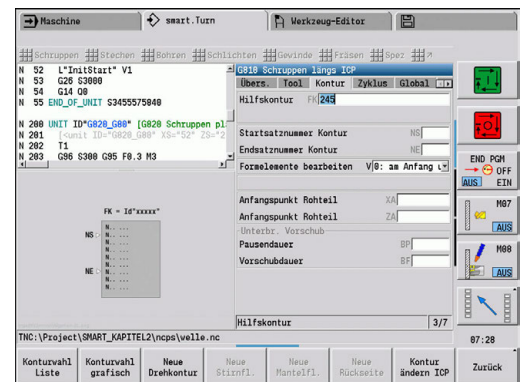 Maschine
smart.Turn
Werkzeug-Editor
Schruppen Stechen Bohren Schlichten Gewinde Fräsen Spez
N 52 L"InitStart" V1
N 53 G26 S3000
N 54 G14 Q0
N 55 END_OF_UNIT S3455575840
N 200 UNIT ID"G820_G80" [G820 Schruppen pl
N 201 [<unit ID="G820_G80" XS="52" ZS="2
N 202 T1
N 203 G96 S300 G95 F0.3 M3
G810 Schruppen längs ICP
Übers. Tool Kontur Zyklus Global
Hilfskontur FK 245
Startsatznummer Kontur NS
Endsatznummer Kontur NE
Formelemente bearbeiten V 0: am Anfang u
Anfangspunkt Rohteil XA
Anfangspunkt Rohteil ZA
Unterbr. Vorschub
Pausendauer BP
Vorschubdauer BF
FK = Id"xxxxx"
NS
N.. ...
N.. ...
N.. ...
N.. ...
NE
N.. ...
N.. ...
N.. ...
Hilfskontur 3/7
TNC:\Project\SMART_KAPITEL2\ncps\welle.nc
END PGM
OFF
AUS EIN
M07
AUS
M08
AUS
07:28
Konturwahl Liste
Konturwahl grafisch
Neue Drehkontur
Neue Stirnfl.
Neue Mantelfl.
Neue Rückseite
Kontur ändern ICP
Zurück